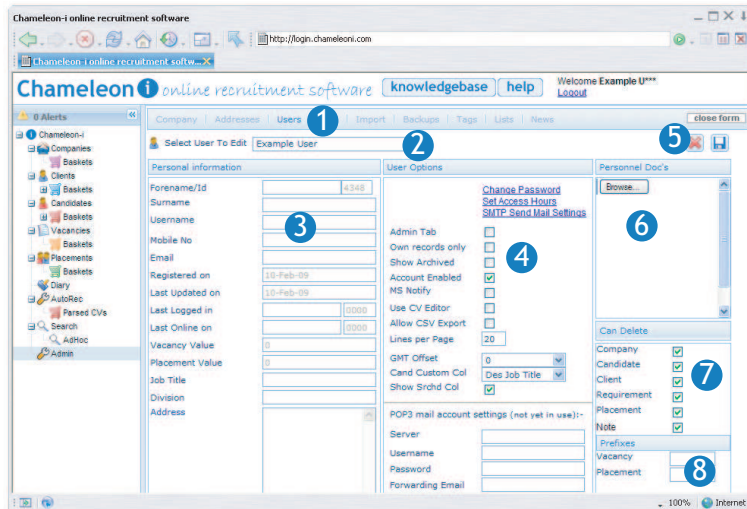 Chameleon-i online recruitment software
http://login.chameleoni.com
Chameleon-i online recruitment softw...
Chameleon i online recruitment software knowledgebase help Welcome Example U***
Logout
0 Alerts
Company Addresses Users 1 Import Backups Tags Lists News close form
Select User To Edit Example User 2 5
Chameleon-i
Companies
Baskets
Clients
Baskets
Candidates
Baskets
Vacancies
Baskets
Placements
Baskets
Diary
AutoRec
Parsed CVs
Search
AdHoc
Admin
Personal information
Forename/Id 4348
Surname
Username
3
Mobile No
Email
Registered on 10-Feb-09
Last Updated on 10-Feb-09
Last Logged in 0000
Last Online on 0000
Vacancy Value 0
Placement Value 0
Job Title
Division
Address
User Options
Change Password
Set Access Hours
SMTP Send Mail Settings
Admin Tab
Own records only
4
Show Archived
Account Enabled
MS Notify
Use CV Editor
Allow CSV Export
Lines per Page 20
GMT Offset 0
Cand Custom Col Des Job Title
Show Srchd Col
POP3 mail account settings (not yet in use):-
Server
Username
Password
Forwarding Email
Personnel Doc's
Browse...
6
Can Delete
Company
Candidate
7
Client
Requirement
Placement
Note
Prefixes
Vacancy
8
Placement
100% Internet